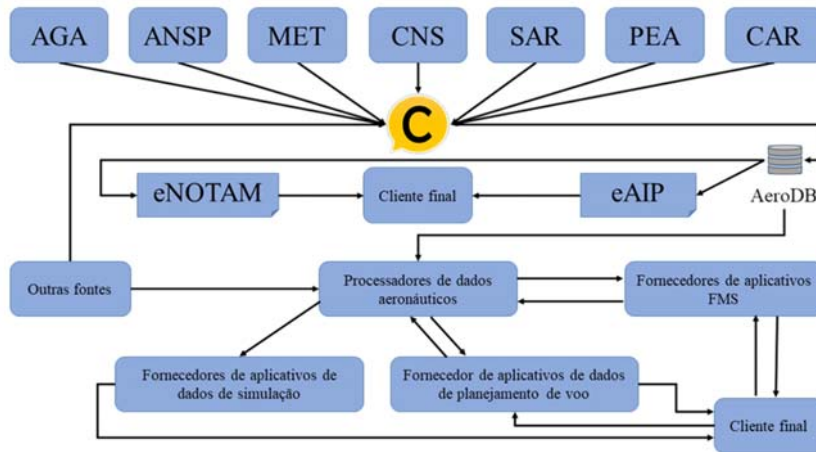 AGA
ANSP
MET
CNS
SAR
PEA
CAR
C
eNOTAM
Cliente final
eAIP
AeroDB
Outras fontes
Processadores de dados
aeronáuticos
Fornecedores de aplicativos
FMS
Fornecedores de aplicativos de
dados de simulação
Fornecedor de aplicativos de dados
de planejamento de voo
Cliente final